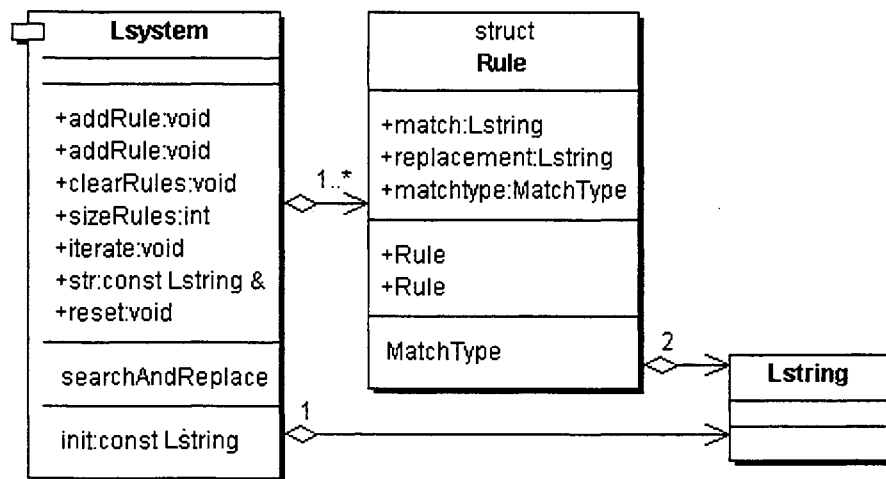 Lsystem
+addRule:void
+addRule:void
+clearRules:void
+sizeRules:int
+iterate:void
+str:const Lstring &
+reset:void
searchAndReplace
init:const Lstring
1..*
1
struct
Rule
+match:Lstring
+replacement:Lstring
+matchtype:MatchType
+Rule
+Rule
MatchType
2
Lstring